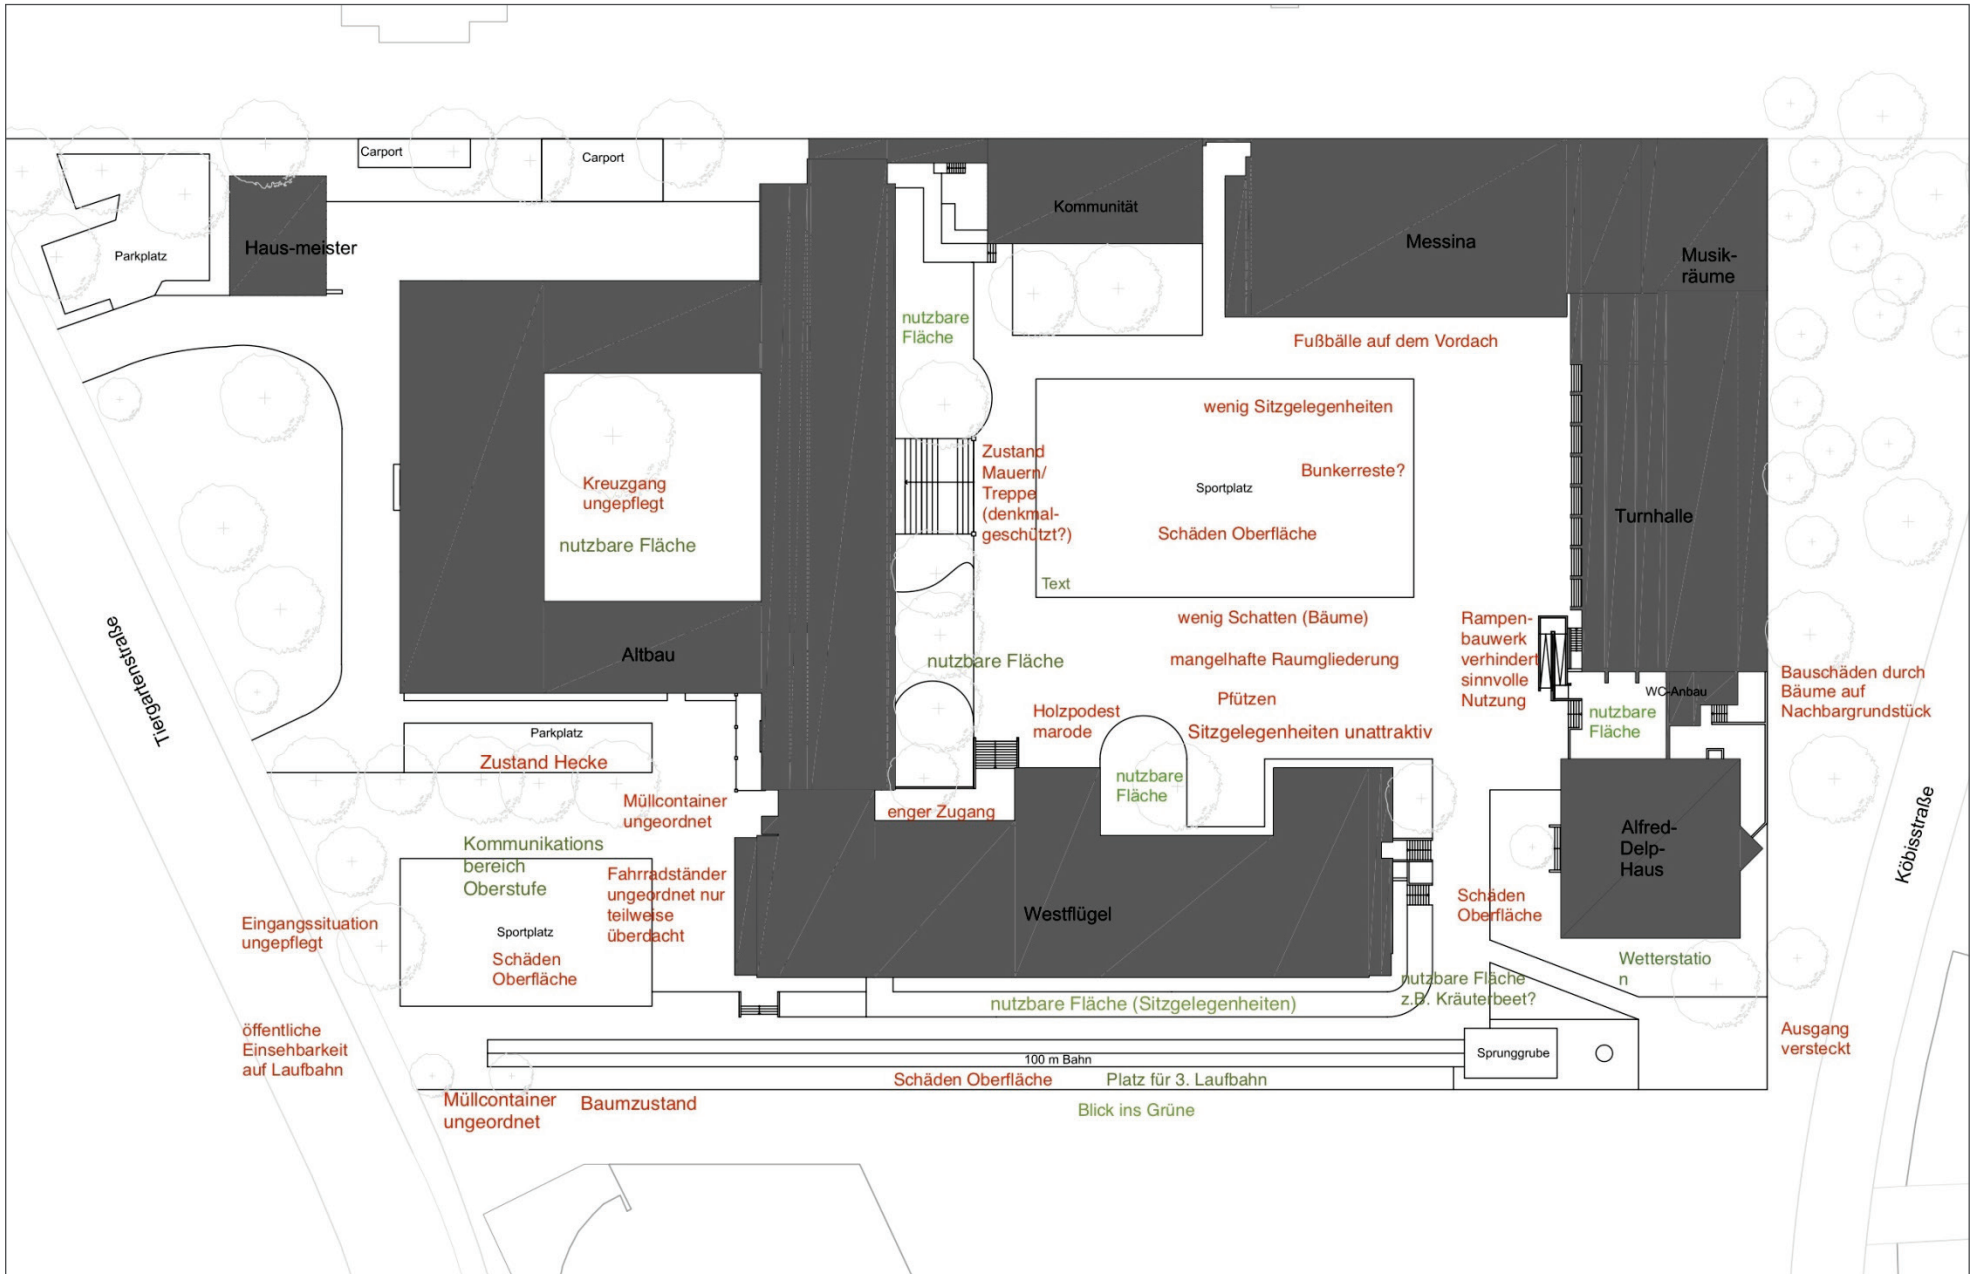 Carport
Carport
Parkplatz
Haus-meister
Kommunität
Messina
Musik-
räume
nutzbare
Fläche
Fußbälle auf dem Vordach
wenig Sitzgelegenheiten
Zustand
Mauern/
Treppe
(denkmal-
geschützt?)
Bunkerreste?
Sportplatz
Schäden Oberfläche
Text
Kreuzgang
ungepflegt
nutzbare Fläche
Turnhalle
Tiergartenstraße
Altbau
nutzbare Fläche
wenig Schatten (Bäume)
mangelhafte Raumgliederung
Pfützen
Sitzgelegenheiten unattraktiv
Rampen-
bauwerk
verhindert
sinnvolle
Nutzung
WC-Anbau
nutzbare
Fläche
Bauschäden durch
Bäume auf
Nachbargrundstück
Holzpodest
marode
nutzbare
Fläche
Parkplatz
Zustand Hecke
Müllcontainer
ungeordnet
enger Zugang
Kommunikations
bereich
Oberstufe
Fahrradständer
ungeordnet nur
teilweise
überdacht
Sportplatz
Schäden
Oberfläche
Eingangssituation
ungepflegt
Westflügel
Schäden
Oberfläche
Alfred-
Delp-
Haus
Köbisstraße
Wetterstatio
n
nutzbare Fläche
z.B. Kräuterbeet?
nutzbare Fläche (Sitzgelegenheiten)
öffentliche
Einsehbarkeit
auf Laufbahn
100 m Bahn
Sprunggrube
Ausgang
versteckt
Schäden Oberfläche
Platz für 3. Laufbahn
Müllcontainer
ungeordnet
Baumzustand
Blick ins Grüne